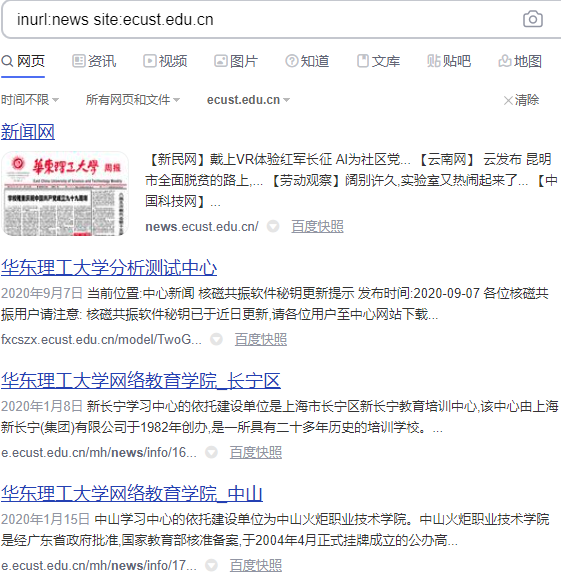 inurl:news site:ecust.edu.cn
网页 资讯 视频 图片 知道 文库 贴吧 地图
时间不限 所有网页和文件 ecust.edu.cn 清除
新闻网
華東理工大學 周报
【新民网】戴上VR体验红军长征 AI为社区党... 【云南网】 云发布 昆明
市全面脱贫的路上,... 【劳动观察】阔别许久,实验室又热闹起来了... 【中
国科技网】...
news.ecust.edu.cn/ 百度快照
华东理工大学分析测试中心
2020年9月7日 当前位置:中心新闻 核磁共振软件秘钥更新提示 发布时间:2020-09-07 各位核磁共
振用户请注意: 核磁共振软件秘钥已于近日更新,请各位用户至中心网站下载...
fxcszx.ecust.edu.cn/model/TwoG... 百度快照
华东理工大学网络教育学院_长宁区
2020年1月8日 新长宁学习中心的依托建设单位是上海市长宁区新长宁教育培训中心,该中心由上海
新长宁(集团)有限公司于1982年创办,是一所具有二十多年历史的培训学校。...
e.ecust.edu.cn/mh/news/info/16... 百度快照
华东理工大学网络教育学院_中山
2020年1月15日 中山学习中心的依托建设单位为中山火炬职业技术学院。中山火炬职业技术学院
是经广东省政府批准,国家教育部核准备案,于2004年4月正式挂牌成立的公办高...
e.ecust.edu.cn/mh/news/info/17... 百度快照